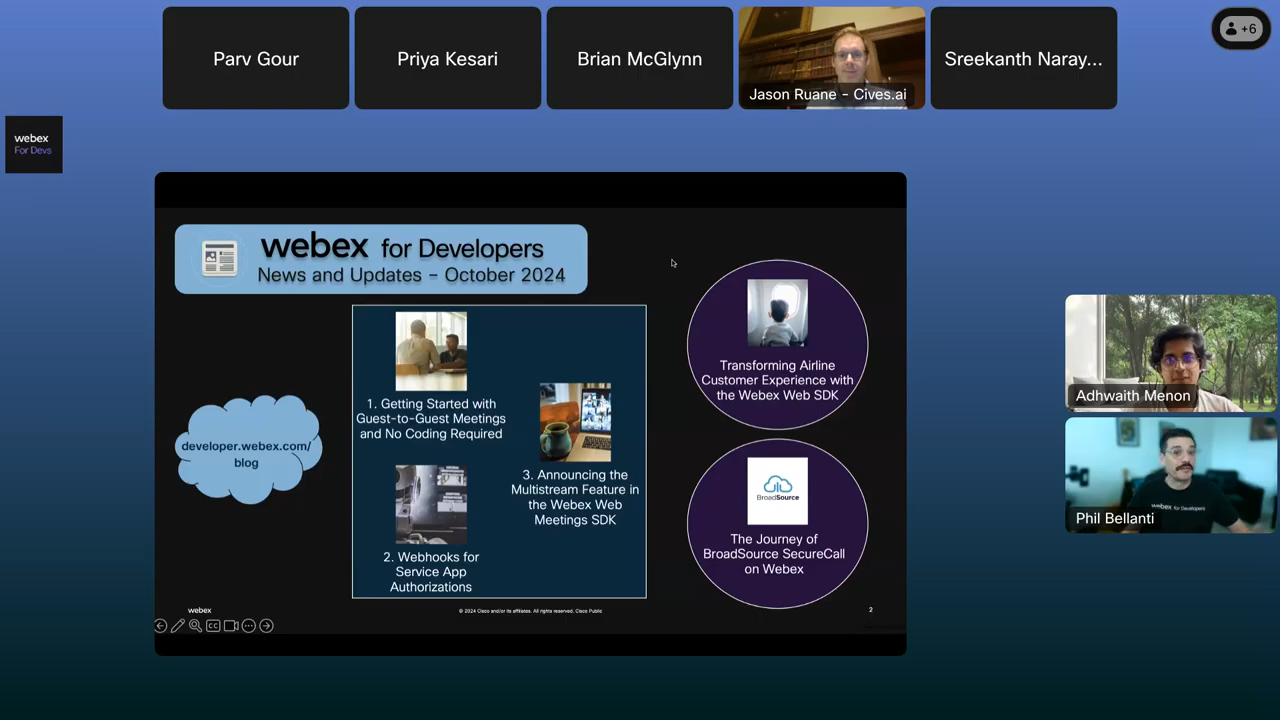 Parv Gour
Priya Kesari
Brian McGlynn
Jason Ruane - Cives.ai
Sreekanth Naray...
+6
webex
For Devs
webex for Developers
News and Updates – October 2024
developer.webex.com/
blog
1. Getting Started with
Guest-to-Guest Meetings
and No Coding Required
2. Webhooks for
Service App
Authorizations
3. Announcing the
Multistream Feature in
the Webex Web
Meetings SDK
Transforming Airline
Customer Experience with
the Webex Web SDK
BroadSource
The Journey of
BroadSource SecureCall
on Webex
webex
© 2024 Cisco and/or its affiliates. All rights reserved. Cisco Public
2
CC
Adhwaith Menon
webex for Developers
Phil Bellanti